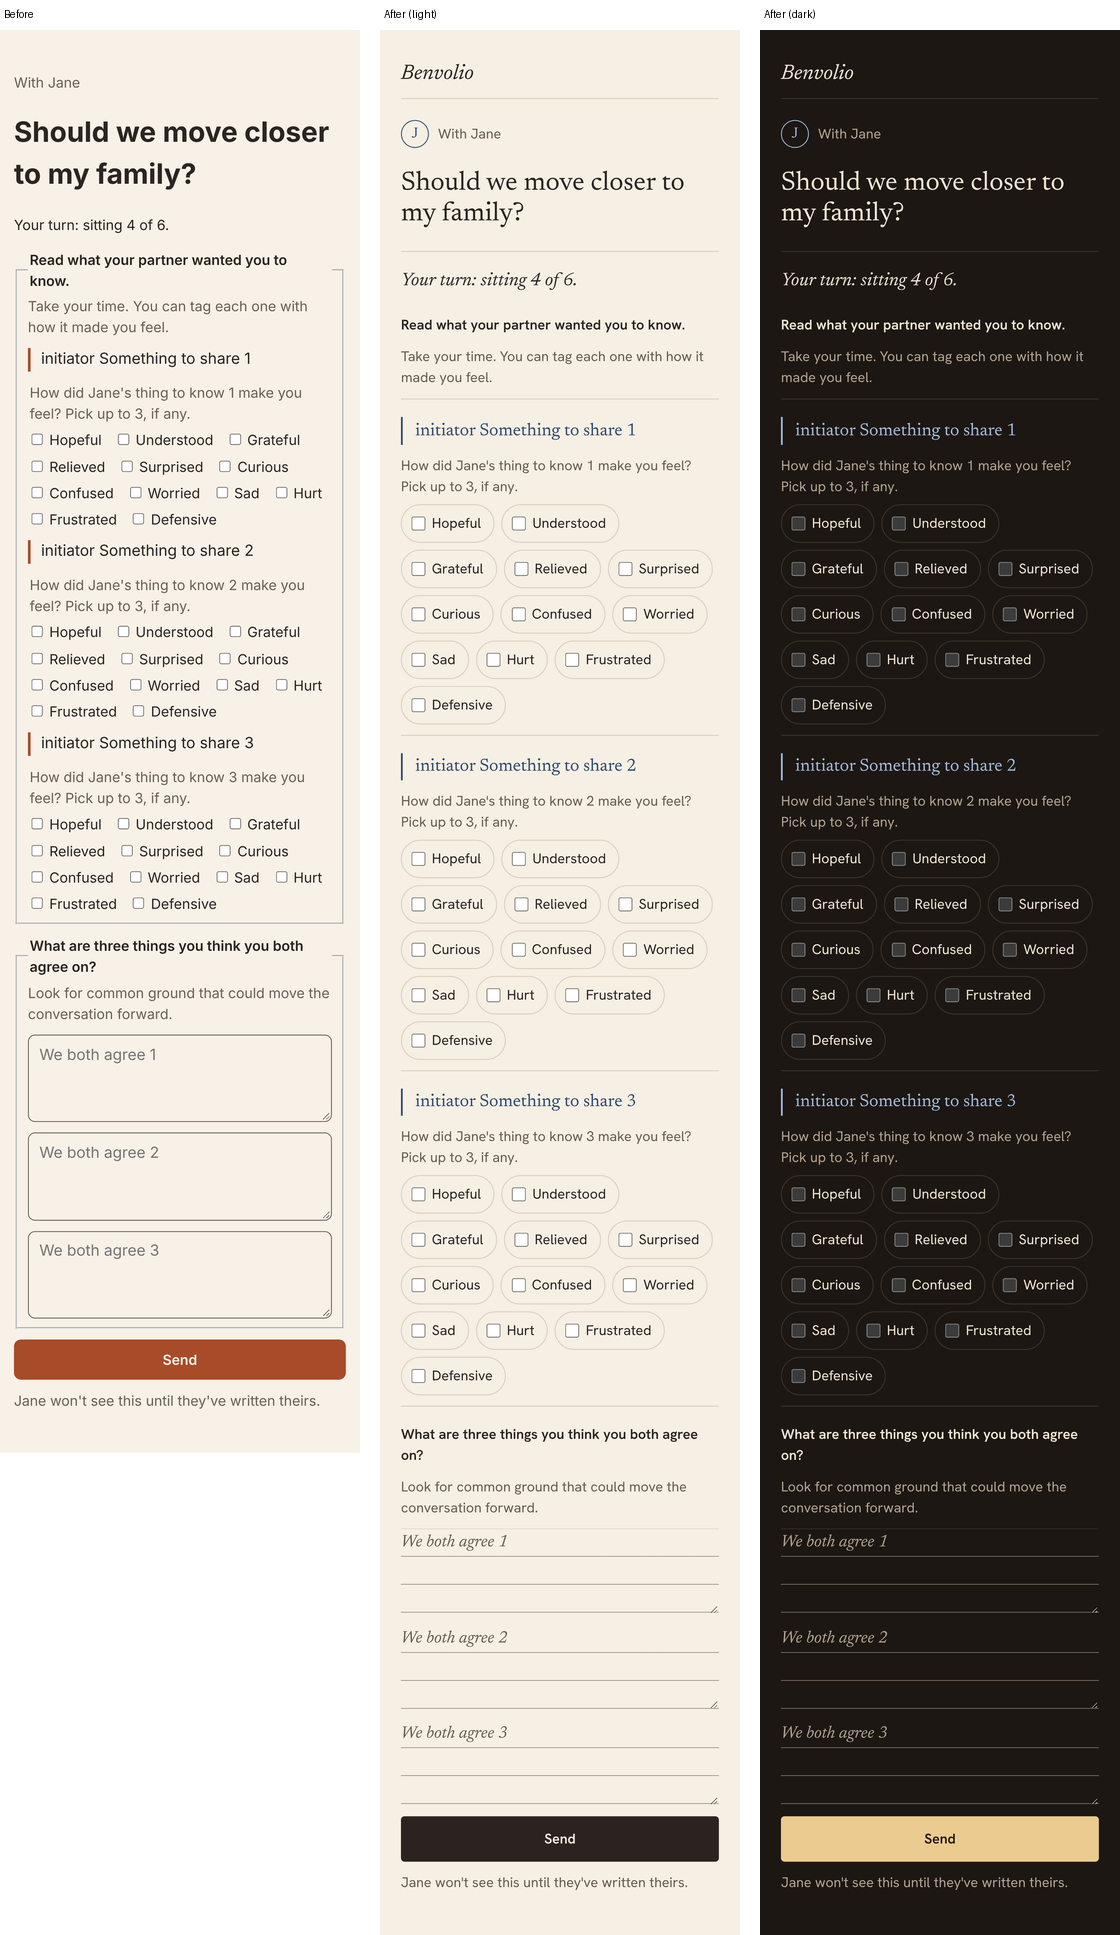 Before
With Jane
Should we move closer
to my family?
Your turn: sitting 4 of 6.
Read what your partner wanted you to
know.
Take your time. You can tag each one with
how it made you feel.
initiator Something to share 1
How did Jane's thing to know 1 make you
feel? Pick up to 3, if any.
Hopeful Understood Grateful
Relieved Surprised Curious
Confused Worried Sad Hurt
Frustrated Defensive
initiator Something to share 2
How did Jane's thing to know 2 make you
feel? Pick up to 3, if any.
Hopeful Understood Grateful
Relieved Surprised Curious
Confused Worried Sad Hurt
Frustrated Defensive
initiator Something to share 3
How did Jane's thing to know 3 make you
feel? Pick up to 3, if any.
Hopeful Understood Grateful
Relieved Surprised Curious
Confused Worried Sad Hurt
Frustrated Defensive
What are three things you think you both
agree on?
Look for common ground that could move the
conversation forward.
We both agree 1
We both agree 2
We both agree 3
Send
Jane won't see this until they've written theirs.
After (light)
Benvolio
J With Jane
Should we move closer to
my family?
Your turn: sitting 4 of 6.
Read what your partner wanted you to know.
Take your time. You can tag each one with how it
made you feel.
initiator Something to share 1
How did Jane's thing to know 1 make you feel?
Pick up to 3, if any.
Hopeful Understood
Grateful Relieved Surprised
Curious Confused Worried
Sad Hurt Frustrated
Defensive
initiator Something to share 2
How did Jane's thing to know 2 make you feel?
Pick up to 3, if any.
Hopeful Understood
Grateful Relieved Surprised
Curious Confused Worried
Sad Hurt Frustrated
Defensive
initiator Something to share 3
How did Jane's thing to know 3 make you feel?
Pick up to 3, if any.
Hopeful Understood
Grateful Relieved Surprised
Curious Confused Worried
Sad Hurt Frustrated
Defensive
What are three things you think you both agree
on?
Look for common ground that could move the
conversation forward.
We both agree 1
We both agree 2
We both agree 3
Send
Jane won't see this until they've written theirs.
After (dark)
Benvolio
J With Jane
Should we move closer to
my family?
Your turn: sitting 4 of 6.
Read what your partner wanted you to know.
Take your time. You can tag each one with how it
made you feel.
initiator Something to share 1
How did Jane's thing to know 1 make you feel?
Pick up to 3, if any.
Hopeful Understood
Grateful Relieved Surprised
Curious Confused Worried
Sad Hurt Frustrated
Defensive
initiator Something to share 2
How did Jane's thing to know 2 make you feel?
Pick up to 3, if any.
Hopeful Understood
Grateful Relieved Surprised
Curious Confused Worried
Sad Hurt Frustrated
Defensive
initiator Something to share 3
How did Jane's thing to know 3 make you feel?
Pick up to 3, if any.
Hopeful Understood
Grateful Relieved Surprised
Curious Confused Worried
Sad Hurt Frustrated
Defensive
What are three things you think you both agree
on?
Look for common ground that could move the
conversation forward.
We both agree 1
We both agree 2
We both agree 3
Send
Jane won't see this until they've written theirs.